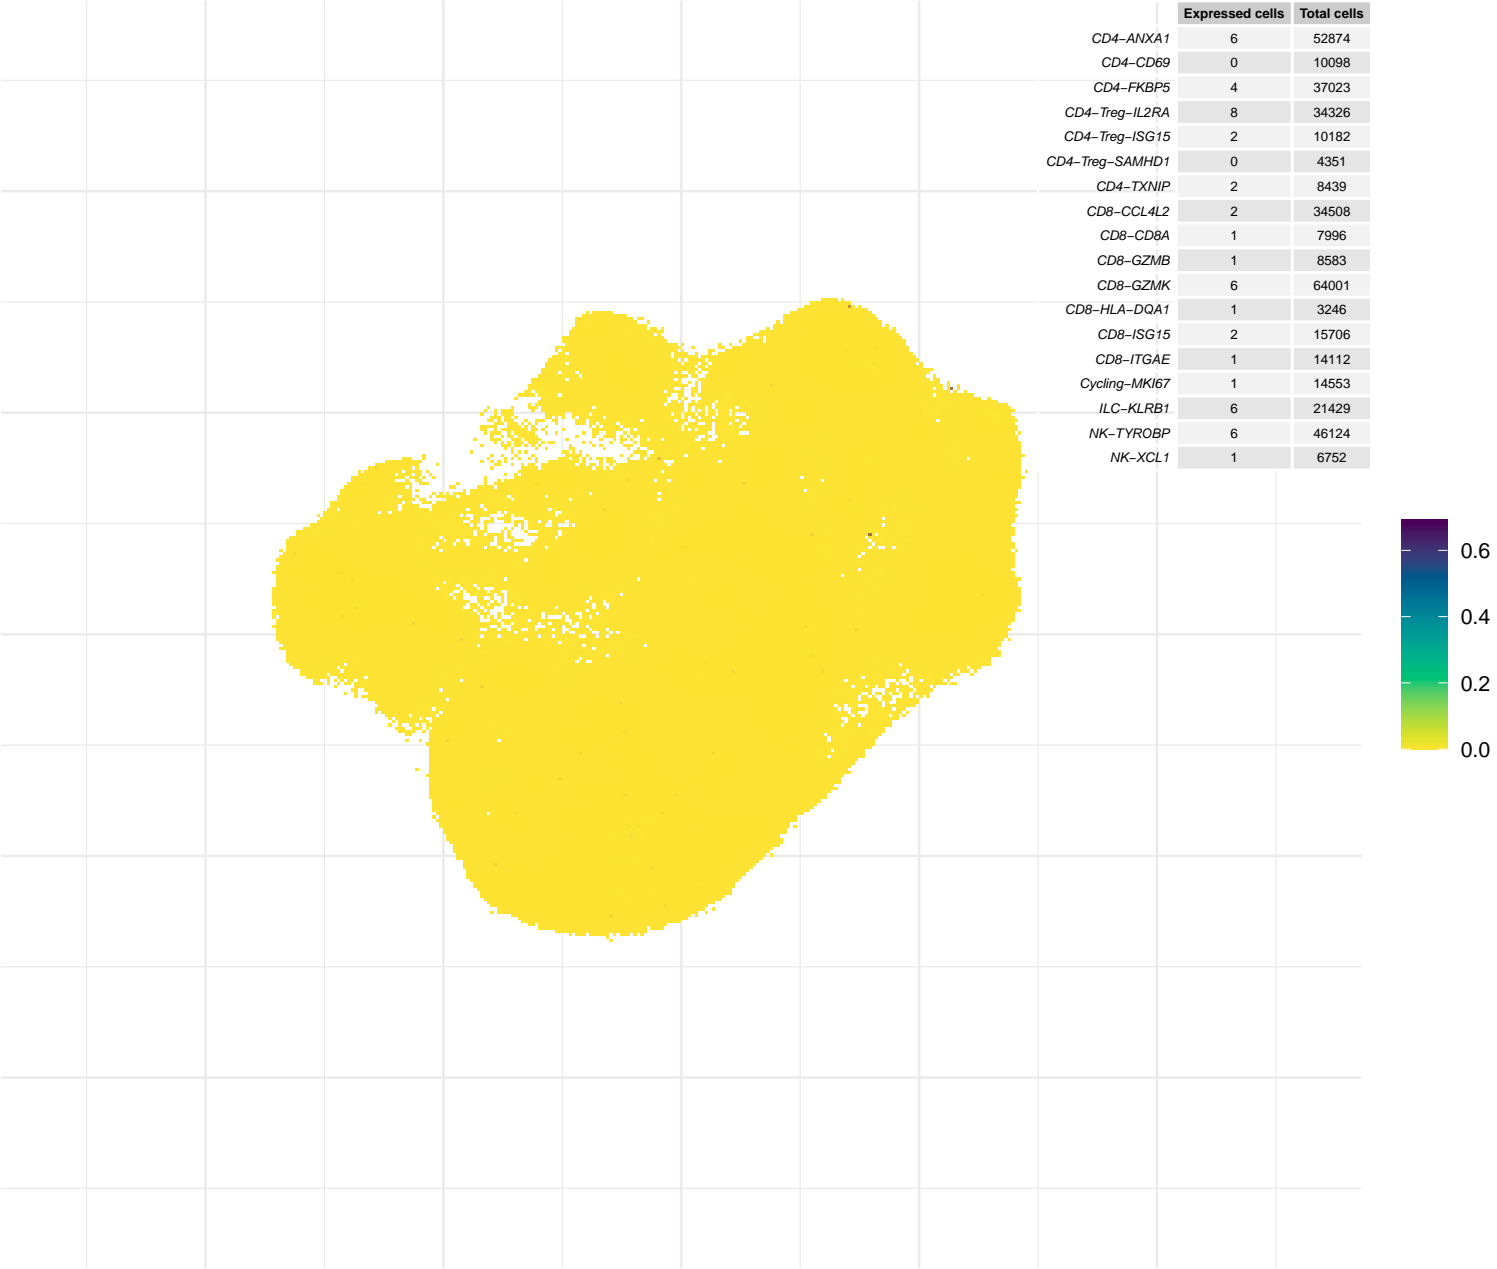 Expressed cells Total cells
CD4−ANXA1 6 52874
CD4−CD69 0 10098
CD4−FKBP5 4 37023
CD4−Treg−IL2RA 8 34326
CD4−Treg−ISG15 2 10182
CD4−Treg−SAMHD1 0 4351
CD4−TXNIP 2 8439
CD8−CCL4L2 2 34508
CD8−CD8A 1 7996
CD8−GZMB 1 8583
CD8−GZMK 6 64001
CD8−HLA−DQA1 1 3246
CD8−ISG15 2 15706
CD8−ITGAE 1 14112
Cycling−MKI67 1 14553
ILC−KLRB1 6 21429
NK−TYROBP 6 46124
NK−XCL1 1 6752
0.6
0.4
0.2
0.0